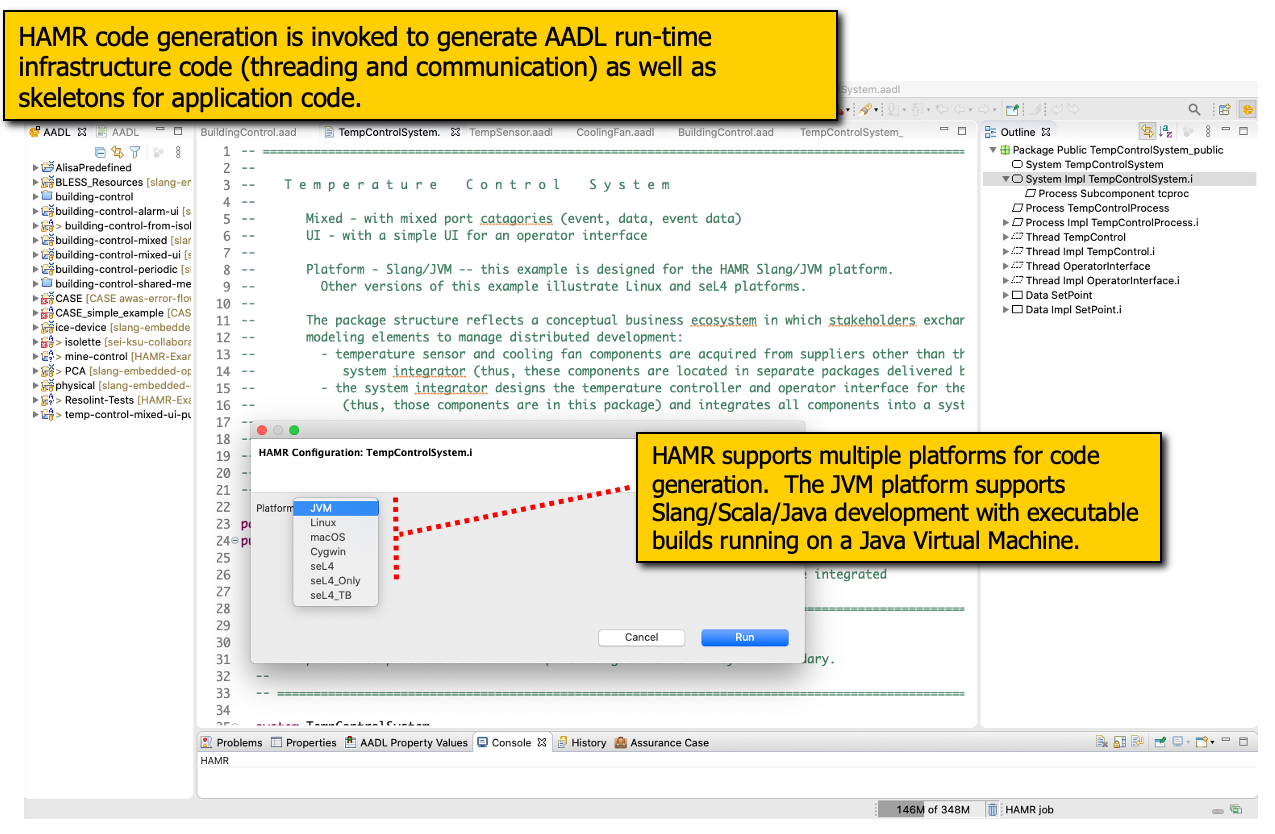 HAMR code generation is invoked to generate AADL run-time
infrastructure code (threading and communication) as well as
skeletons for application code.
System.aadl
AADL
AADL
BuildingControl.aad
TempControlSystem.
TempSensor.aadl
CoolingFan.aadl
BuildingControl.aad
TempControlSystem_
Outline
AlisaPredefined
BLESS_Resources [slang-er
building-control
building-control-alarm-ui [s
> building-control-from-isol
building-control-mixed [slar
building-control-mixed-ui [s
building-control-periodic [sl
building-control-shared-me
CASE [CASE awas-error-flov
CASE_simple_example [CAS
ice-device [slang-embedde
> isolette [sei-ksu-collabora
> mine-control [HAMR-Exar
> PCA [slang-embedded-op
physical [slang-embedded-
> Resolint-Tests [HAMR-Exa
> temp-control-mixed-ui-pu
1 -- ================================================
2 --
3 -- T e m p e r a t u r e C o n t r o l S y s t e m
4 --
5 -- Mixed - with mixed port catagories (event, data, event data)
6 -- UI - with a simple UI for an operator interface
7 --
8 -- Platform - Slang/JVM -- this example is designed for the HAMR Slang/JVM platform.
9 -- Other versions of this example illustrate Linux and seL4 platforms.
10 --
11 -- The package structure reflects a conceptual business ecosystem in which stakeholders exchar
12 -- modeling elements to manage distributed development:
13 -- - temperature sensor and cooling fan components are acquired from suppliers other than th
14 -- system integrator (thus, these components are located in separate packages delivered b
15 -- - the system integrator designs the temperature controller and operator interface for the
16 -- (thus, those components are in this package) and integrates all components into a syst
17 --
18 -
19 -
20 -
21 -
22
23 pa
24 pu
25
26 e integrated
27
28
29
30
31 dary.
32 --
33 -- ================================================
34
35 system TempControlSystem
Package Public TempControlSystem_public
System TempControlSystem
System Impl TempControlSystem.i
Process Subcomponent tcproc
Process TempControlProcess
Process Impl TempControlProcess.i
Thread TempControl
Thread Impl TempControl.i
Thread OperatorInterface
Thread Impl OperatorInterface.i
Data SetPoint
Data Impl SetPoint.i
HAMR Configuration: TempControlSystem.i
Platform
JVM
Linux
macOS
Cygwin
seL4
seL4_Only
seL4_TB
Cancel
Run
HAMR supports multiple platforms for code
generation. The JVM platform supports
Slang/Scala/Java development with executable
builds running on a Java Virtual Machine.
Problems
Properties
AADL Property Values
Console
History
Assurance Case
HAMR
146M of 348M
HAMR job